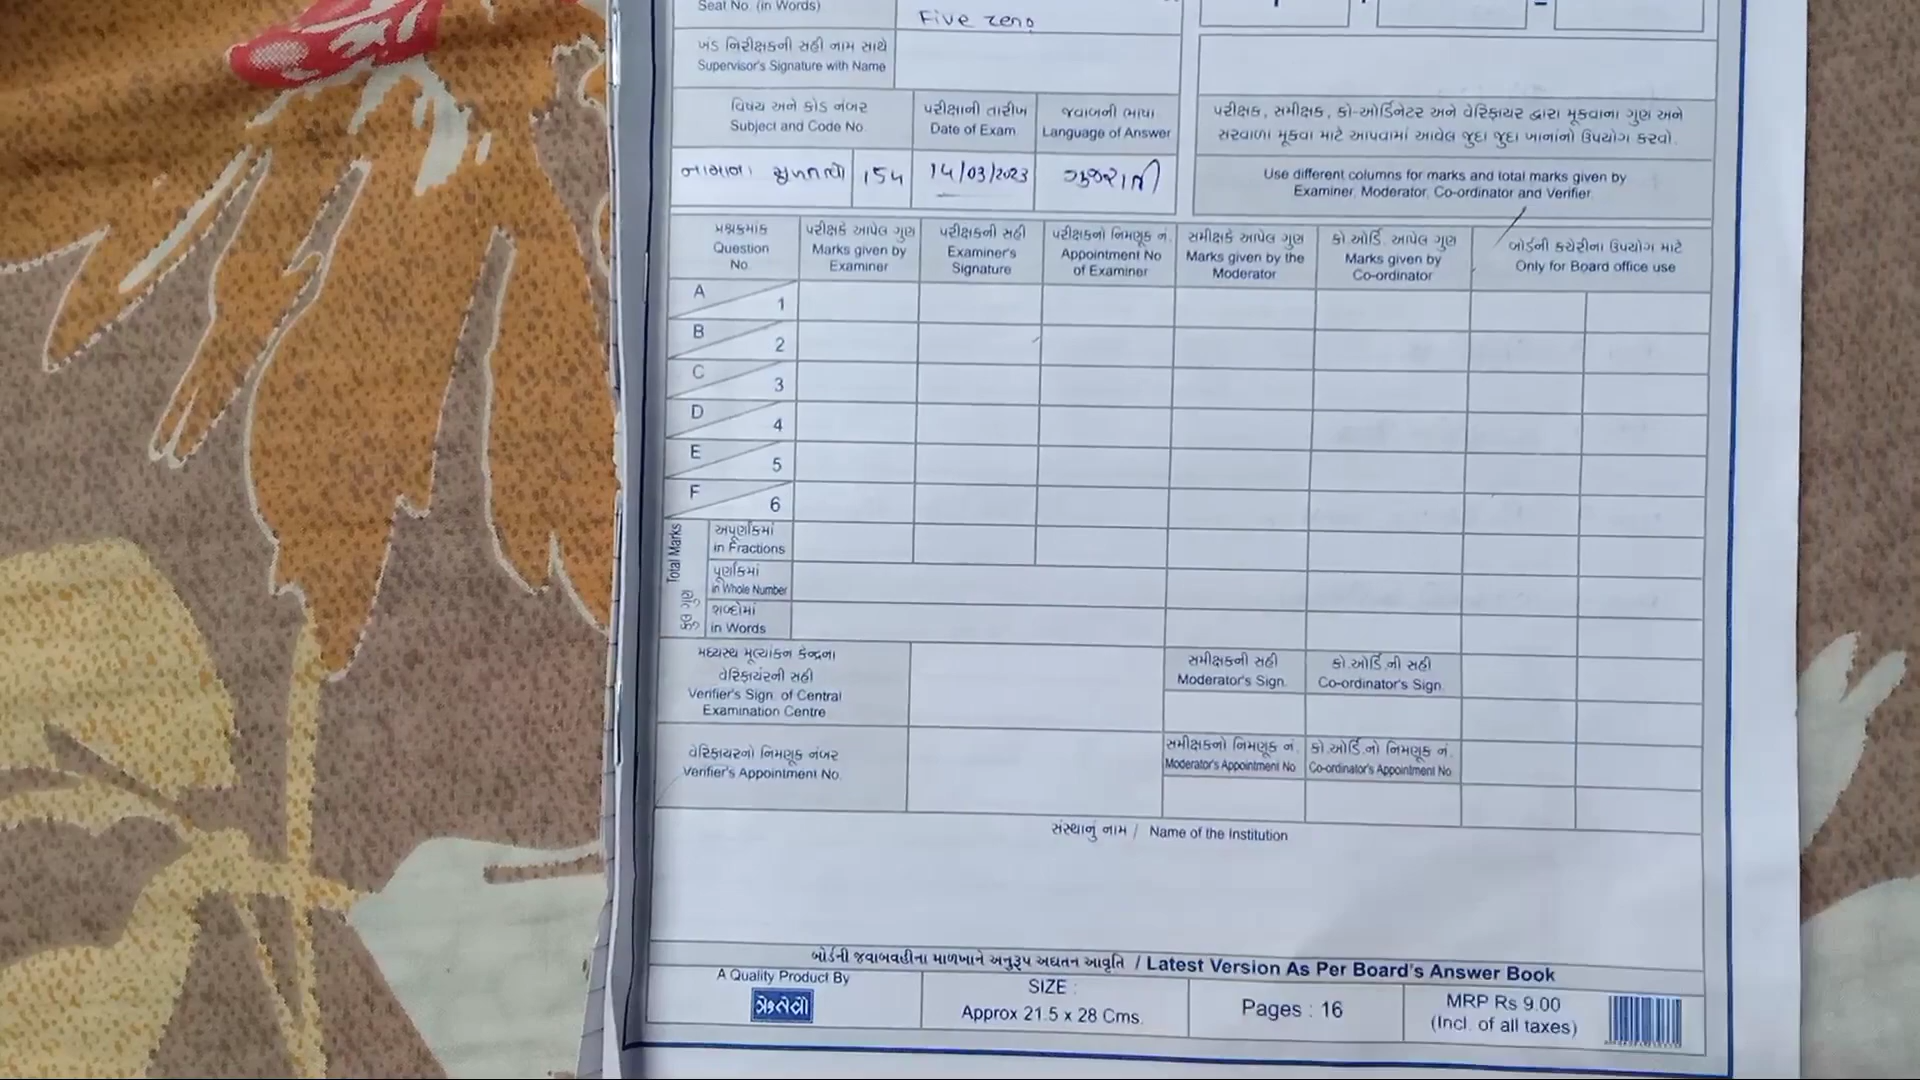 Seat No. (in Words)
Five zero
ખંડ નિરીક્ષકની સહી નામ સાથે
Supervisor's Signature with Name
વિષય અને કોડ નંબર
Subject and Code No.
પરીક્ષાની તારીખ
Date of Exam
જવાબની ભાષા
Language of Answer
પરીક્ષક, સમીક્ષક, કો-ઓર્ડિનેટર અને વેરિફાયર દ્વારા મૂકવાના ગુણ અને
સરવાળા મૂકવા માટે આપવામાં આવેલ જુદા જુદા ખાનાંનો ઉપયોગ કરવો.
નામાના મુળતત્વો 154 14/03/2023 ગુજરાતી
Use different columns for marks and total marks given by
Examiner, Moderator, Co-ordinator and Verifier.
પ્રશ્નક્રમાંક
Question
No.
પરીક્ષકે આપેલ ગુણ
Marks given by
Examiner
પરીક્ષકની સહી
Examiner's
Signature
પરીક્ષકનો નિમણૂક નં.
Appointment No
of Examiner
સમીક્ષકે આપેલ ગુણ
Marks given by the
Moderator
કો.ઓર્ડિ. આપેલ ગુણ
Marks given by
Co-ordinator
બોર્ડની કચેરીના ઉપયોગ માટે
Only for Board office use
A 1
B 2
C 3
D 4
E 5
F 6
Total Marks
કુલ ગુણ
અપૂર્ણાંકમાં
in Fractions
પૂર્ણાંકમાં
in Whole Number
શબ્દોમાં
in Words
મધ્યસ્થ મૂલ્યાંકન કેન્દ્રના
વેરિફાયરની સહી
Verifier's Sign. of Central
Examination Centre
સમીક્ષકની સહી
Moderator's Sign.
કો.ઓર્ડિ.ની સહી
Co-ordinator's Sign.
વેરિફાયરનો નિમણૂક નંબર
Verifier's Appointment No.
સમીક્ષકનો નિમણૂક નં.
Moderator's Appointment No
કો.ઓર્ડિ.નો નિમણૂક નં.
Co-ordinator's Appointment No
સંસ્થાનું નામ / Name of the Institution
બોર્ડની જવાબવહીના માળખાને અનુરૂપ અદ્યતન આવૃતિ / Latest Version As Per Board's Answer Book
A Quality Product By
SIZE :
Approx 21.5 x 28 Cms.
Pages : 16
MRP Rs 9.00
(Incl. of all taxes)